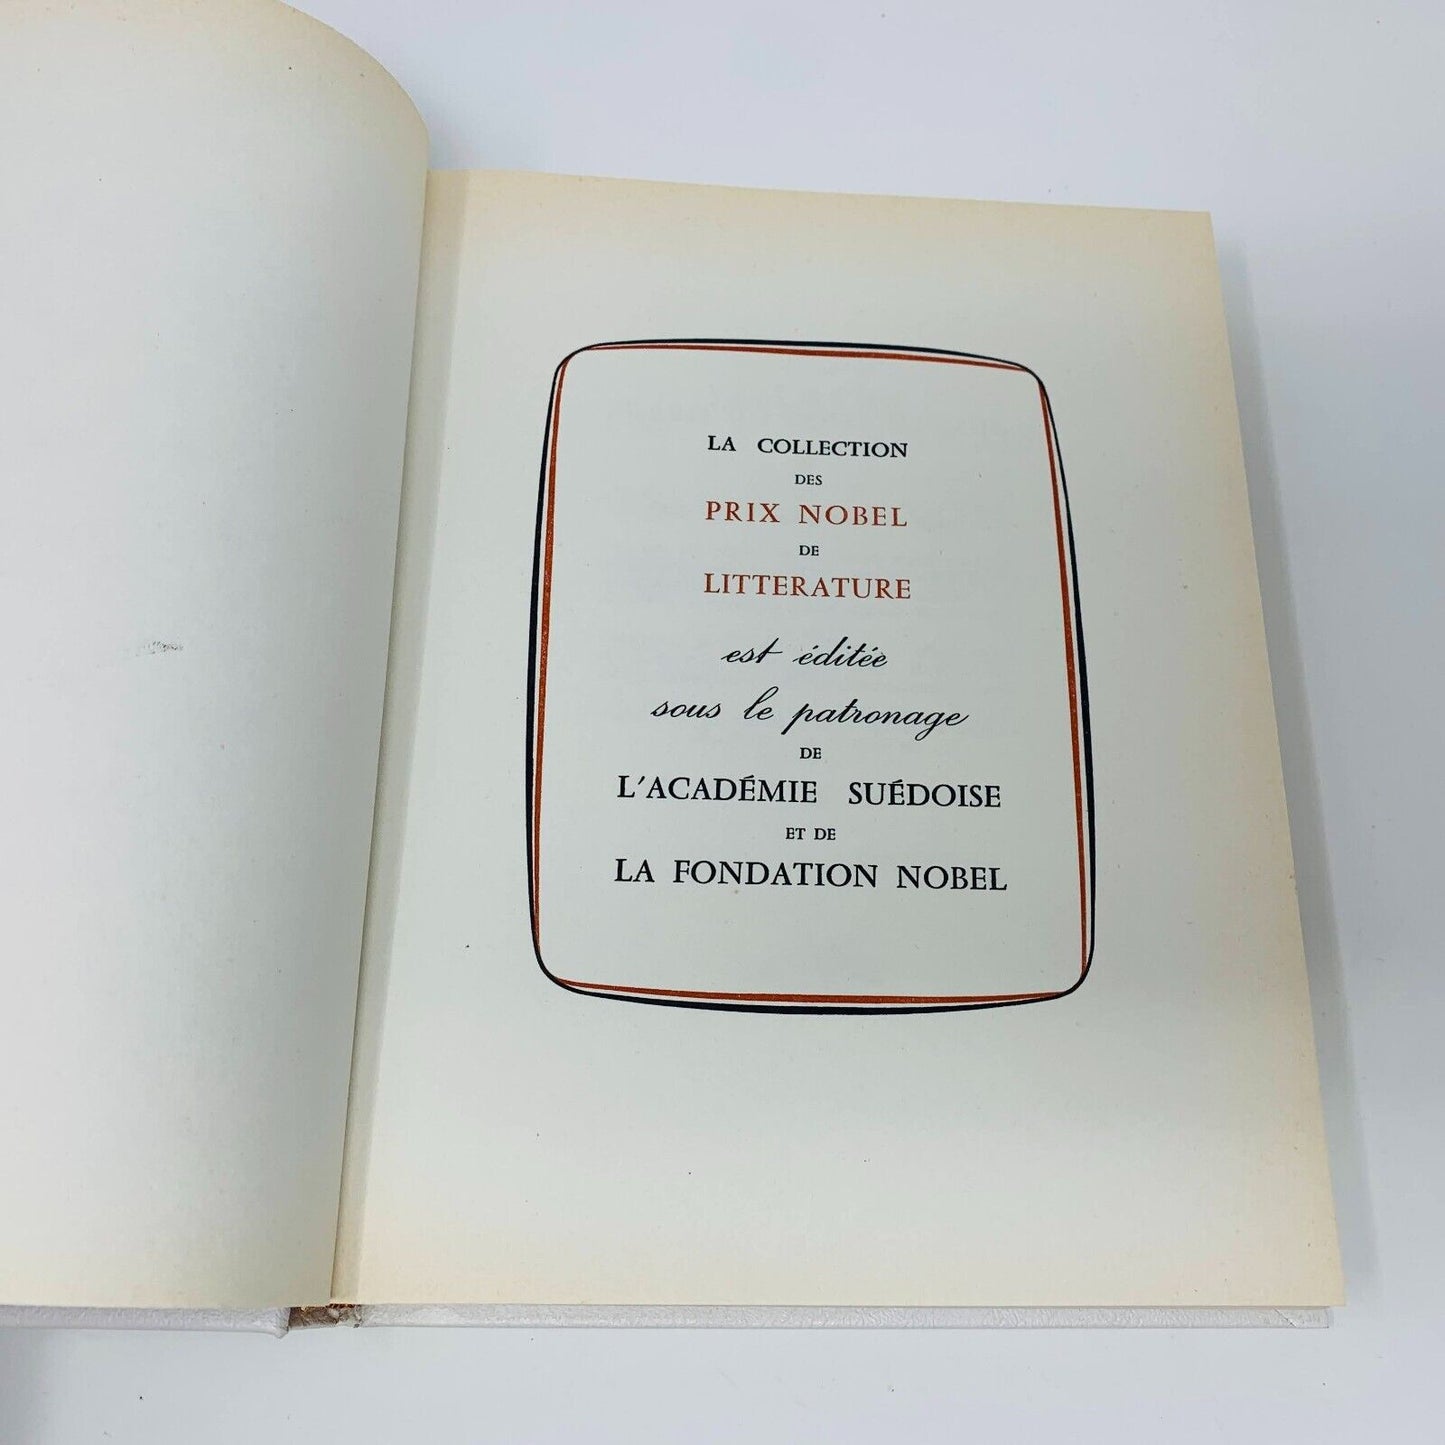 LA COLLECTION
DES
PRIX NOBEL
DE
LITTERATURE
est éditée
sous le patronage
DE
L'ACADÉMIE SUÉDOISE
ET DE
LA FONDATION NOBEL